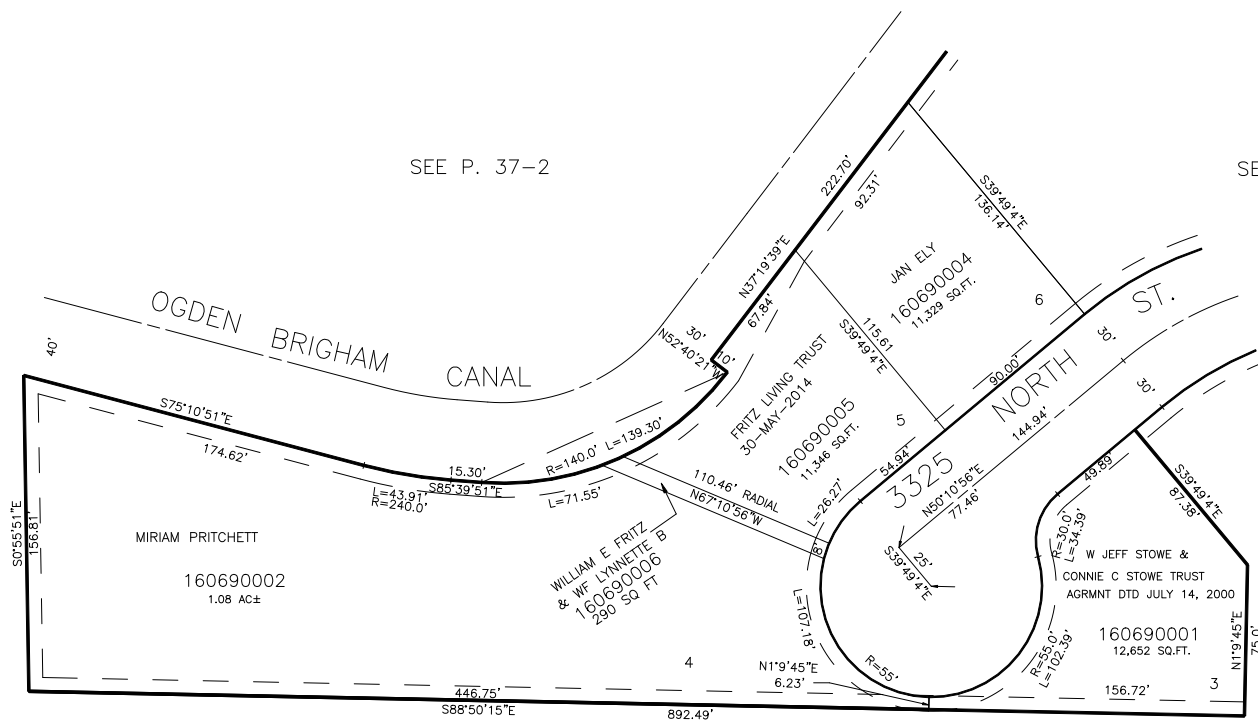 SEE P. 37-2
SE
OGDEN BRIGHAM CANAL
40'
S75°10'51"E
174.62'
L=43.91'
R=240.0'
15.30'
S85°39'51"E
S0°55'51"E
156.81'
MIRIAM PRITCHETT
160690002
1.08 AC±
446.75'
S88°50'15"E
892.49'
4
R=140.0'
L=139.30'
L=71.55'
30'
10'
N52°40'21"W
N37°19'39"E
222.70'
67.84'
92.31'
S39°49'4"E
136.14'
JAN ELY
160690004
11,329 SQ.FT.
6
115.61
S39°49'4"E
FRITZ LIVING TRUST
30-MAY-2014
160690005
11,346 SQ.FT.
5
54.94'
90.00'
110.46' RADIAL
N67°10'56"W
8'
L=26.27'
WILLIAM E FRITZ
& WF LYNNETTE B
160690006
290 SQ FT
3325 NORTH ST.
30'
30'
144.94'
N50°10'56"E
77.46'
25'
S39°49'4"E
49.89'
R=30.0'
L=34.39'
S39°49'4"E
87.38'
W JEFF STOWE &
CONNIE C STOWE TRUST
AGRMNT DTD JULY 14, 2000
160690001
12,652 SQ.FT.
N1°9'45"E
75.0'
3
156.72'
R=55.0'
L=102.39'
R=55'
L=107.18'
N1°9'45"E
6.23'